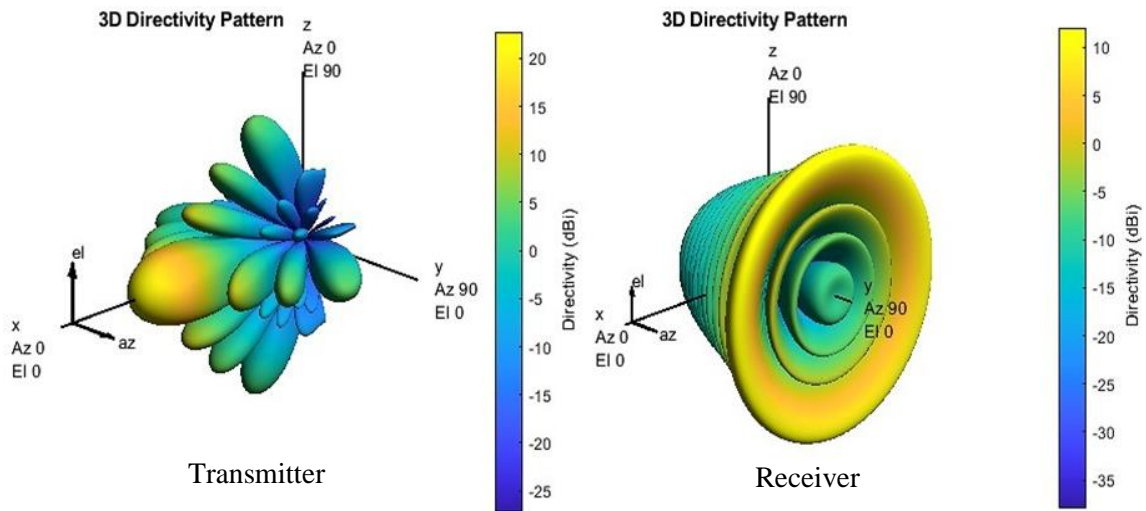 3D Directivity Pattern
z
Az 0
El 90
el
x
Az 0
El 0
az
y
Az 90
El 0
20
15
10
5
0
-5
-10
-15
-20
-25
Directivity (dBi)
Transmitter
3D Directivity Pattern
z
Az 0
El 90
el
x
Az 0
El 0
az
y
Az 90
El 0
10
5
0
-5
-10
-15
-20
-25
-30
-35
Directivity (dBi)
Receiver